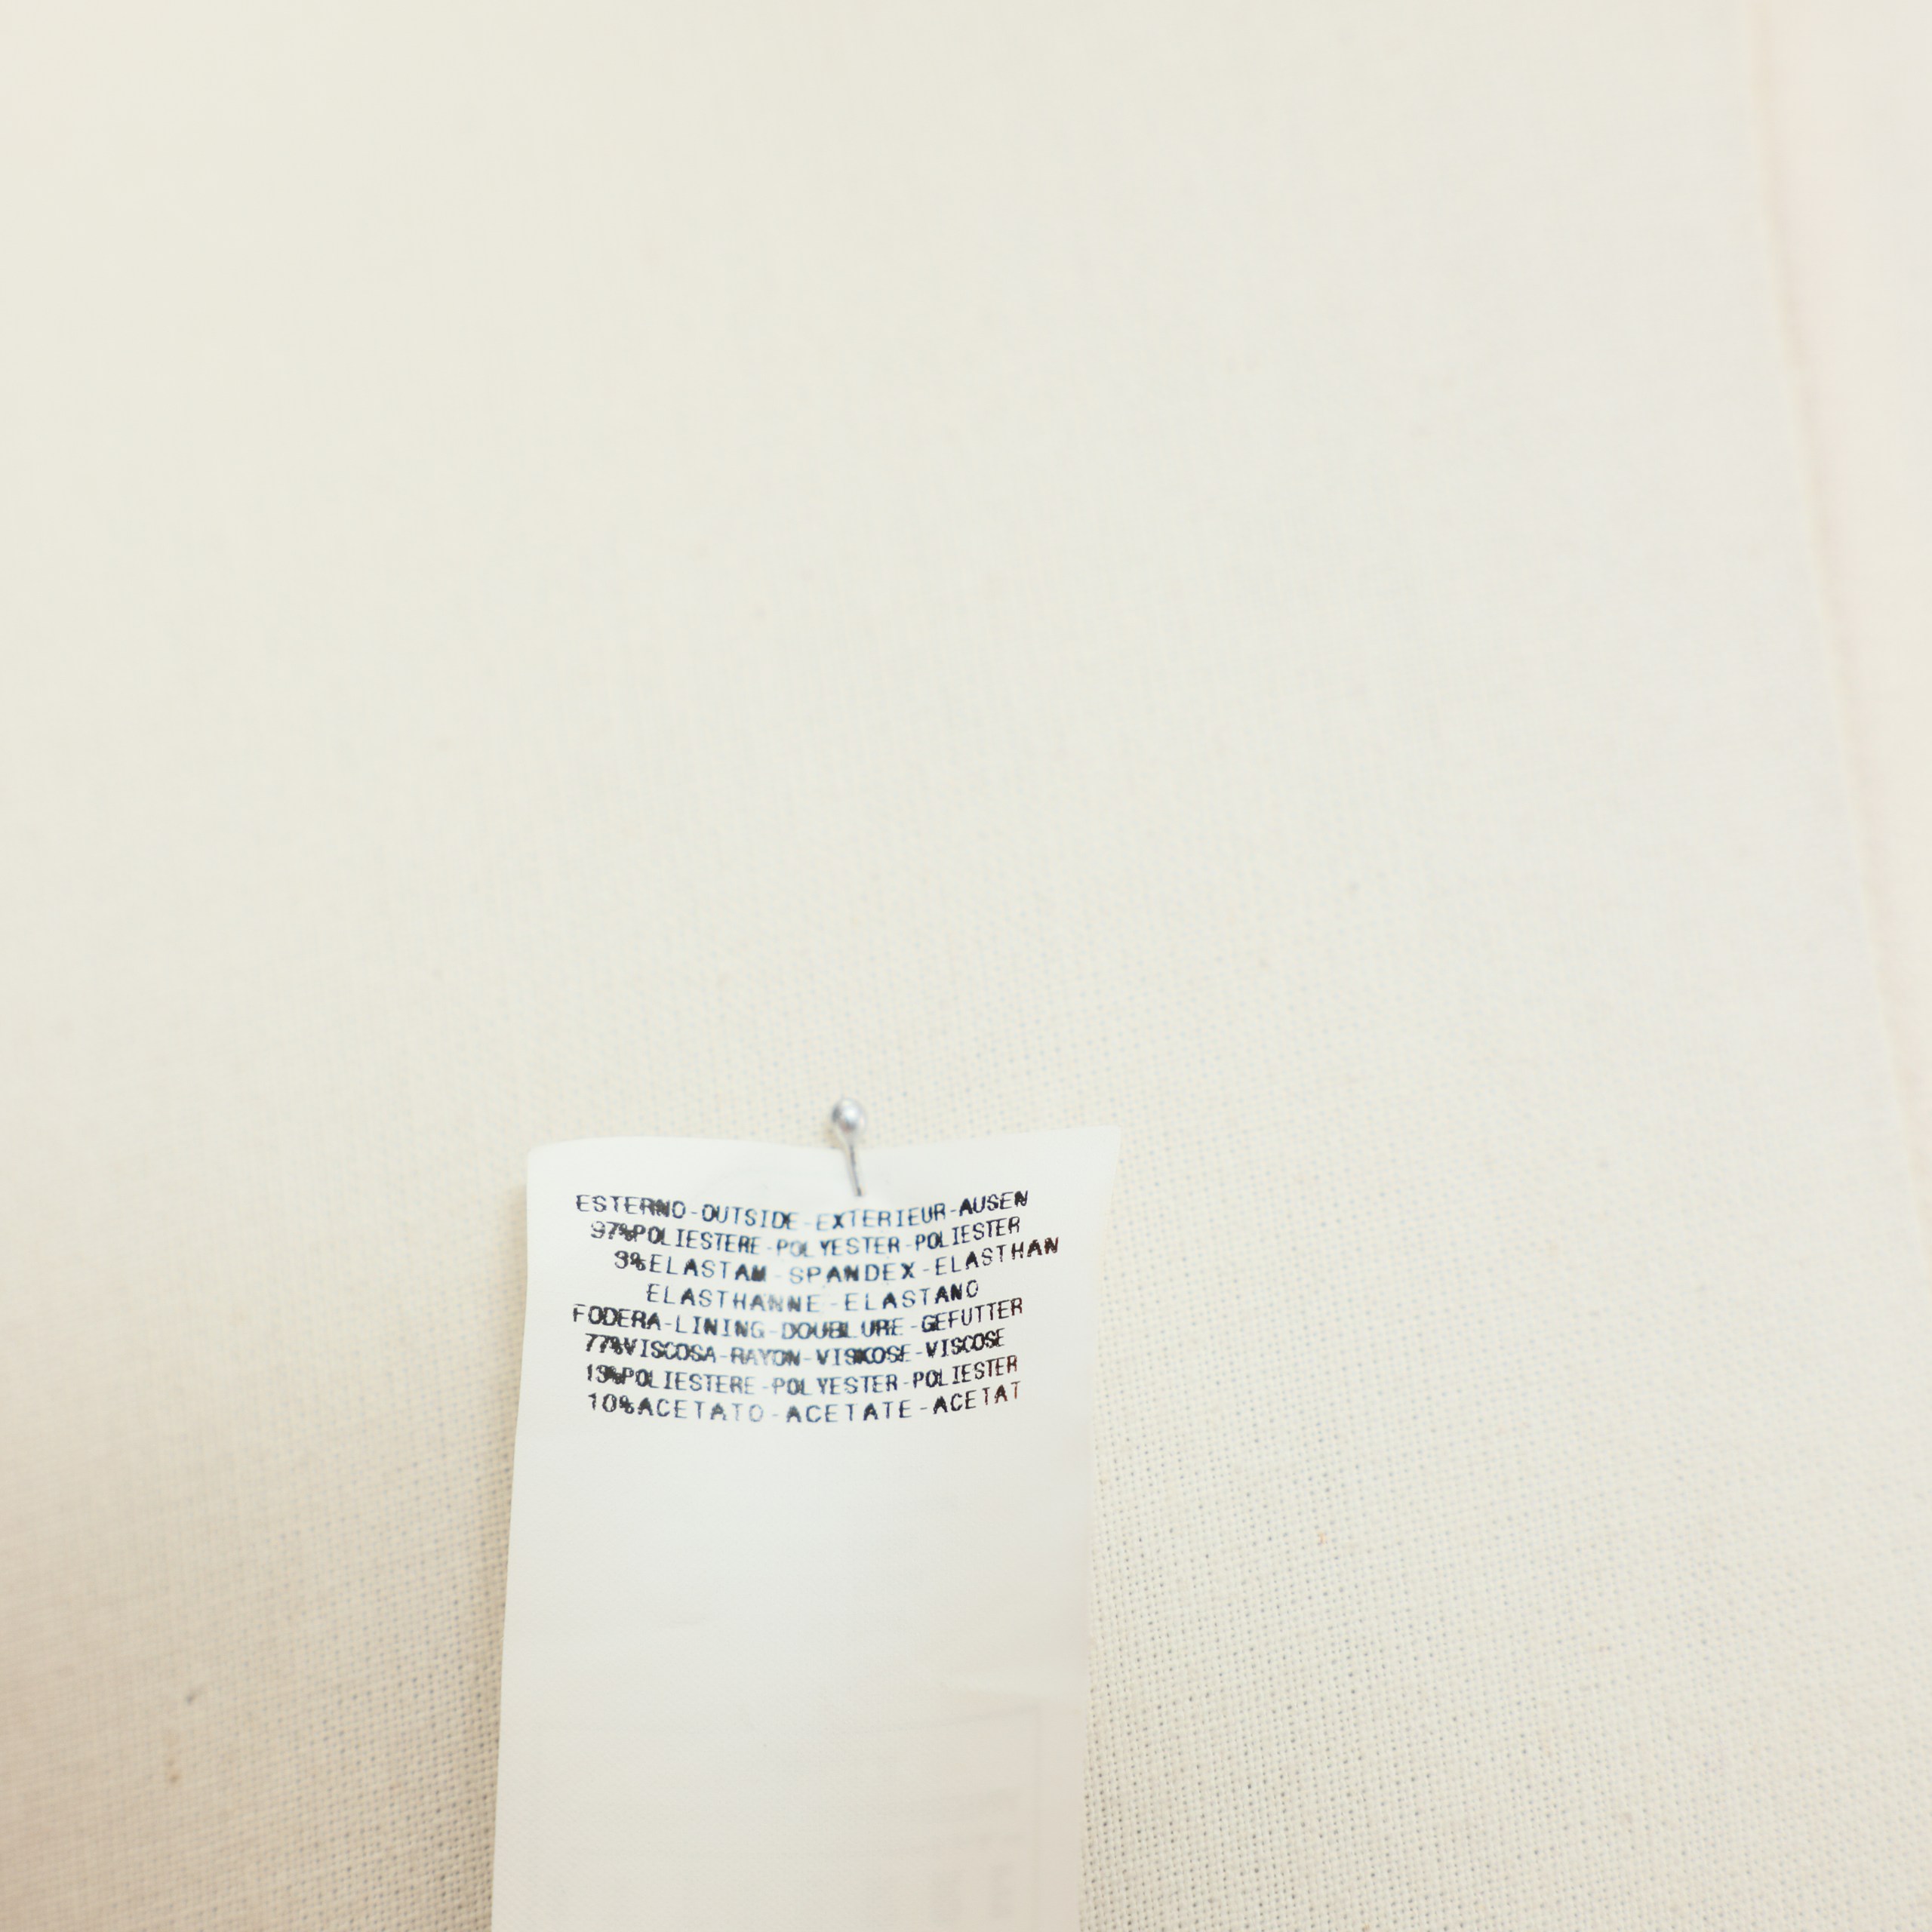 ESTERNO-OUTSIDE-EXTERIEUR-AUSEN
97%POLIESTERE-POLYESTER-POLIESTER
3%ELASTAM-SPANDEX-ELASTHAN
ELASTHANNE-ELASTANO
FODERA-LINING-DOUBLURE-GEFUTTER
77%VISCOSA-RAYON-VISKOSE-VISCOSE
13%POLIESTERE-POLYESTER-POLIESTER
10%ACETATO-ACETATE-ACETAT